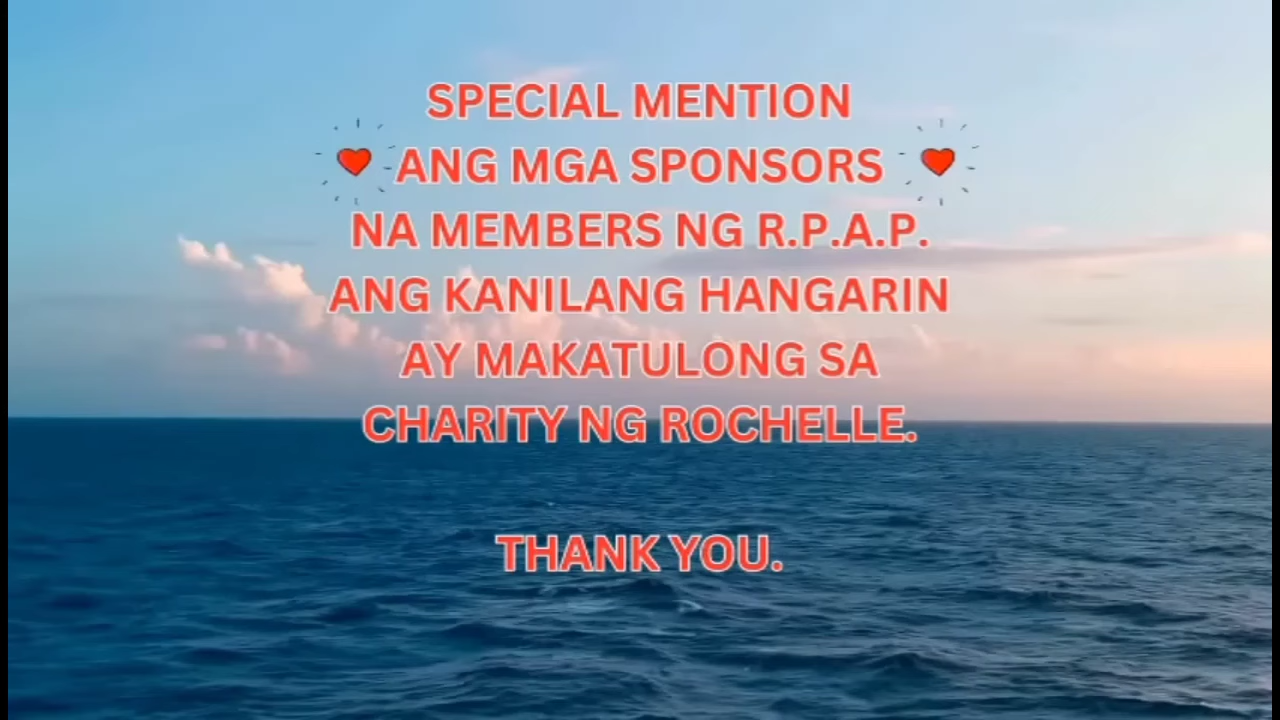 SPECIAL MENTION
ANG MGA SPONSORS
NA MEMBERS NG R.P.A.P.
ANG KANILANG HANGARIN
AY MAKATULONG SA
CHARITY NG ROCHELLE.
THANK YOU.